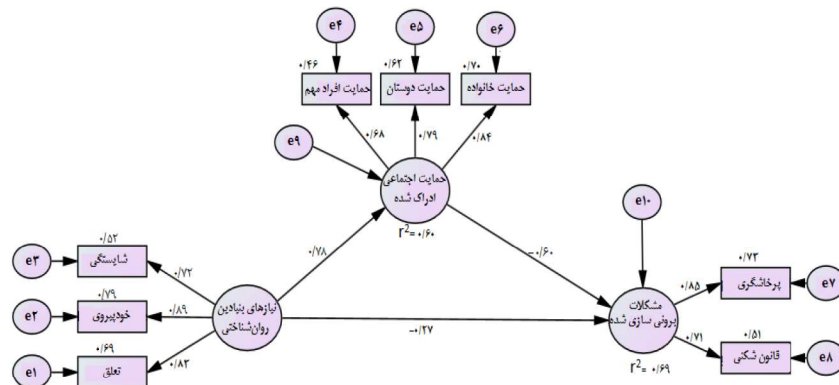 e۴
e۵
e۶
۰/۴۶
۰/۶۲
۰/۷۰
حمایت افراد مهم
حمایت دوستان
حمایت خانواده
۰/۶۸
۰/۷۹
۰/۸۴
e۹
حمایت اجتماعی
ادراک شده
r²= ۰/۶۰
e۱۰
۰/۷۸
-۰/۶۰
e۳
۰/۵۲
شایستگی
۰/۷۲
e۲
۰/۷۹
خودپیروی
۰/۸۹
e۱
۰/۶۹
تعلق
۰/۸۳
نیازهای بنیادین
روان‌شناختی
-۰/۲۷
مشکلات
برونی سازی شده
r²= ۰/۶۹
۰/۸۵
۰/۷۳
پرخاشگری
e۷
۰/۷۱
۰/۵۱
قانون شکنی
e۸